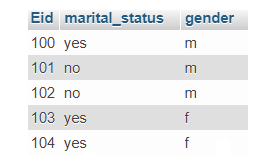 Eid marital_status gender
100 yes m
101 no m
102 no m
103 yes f
104 yes f